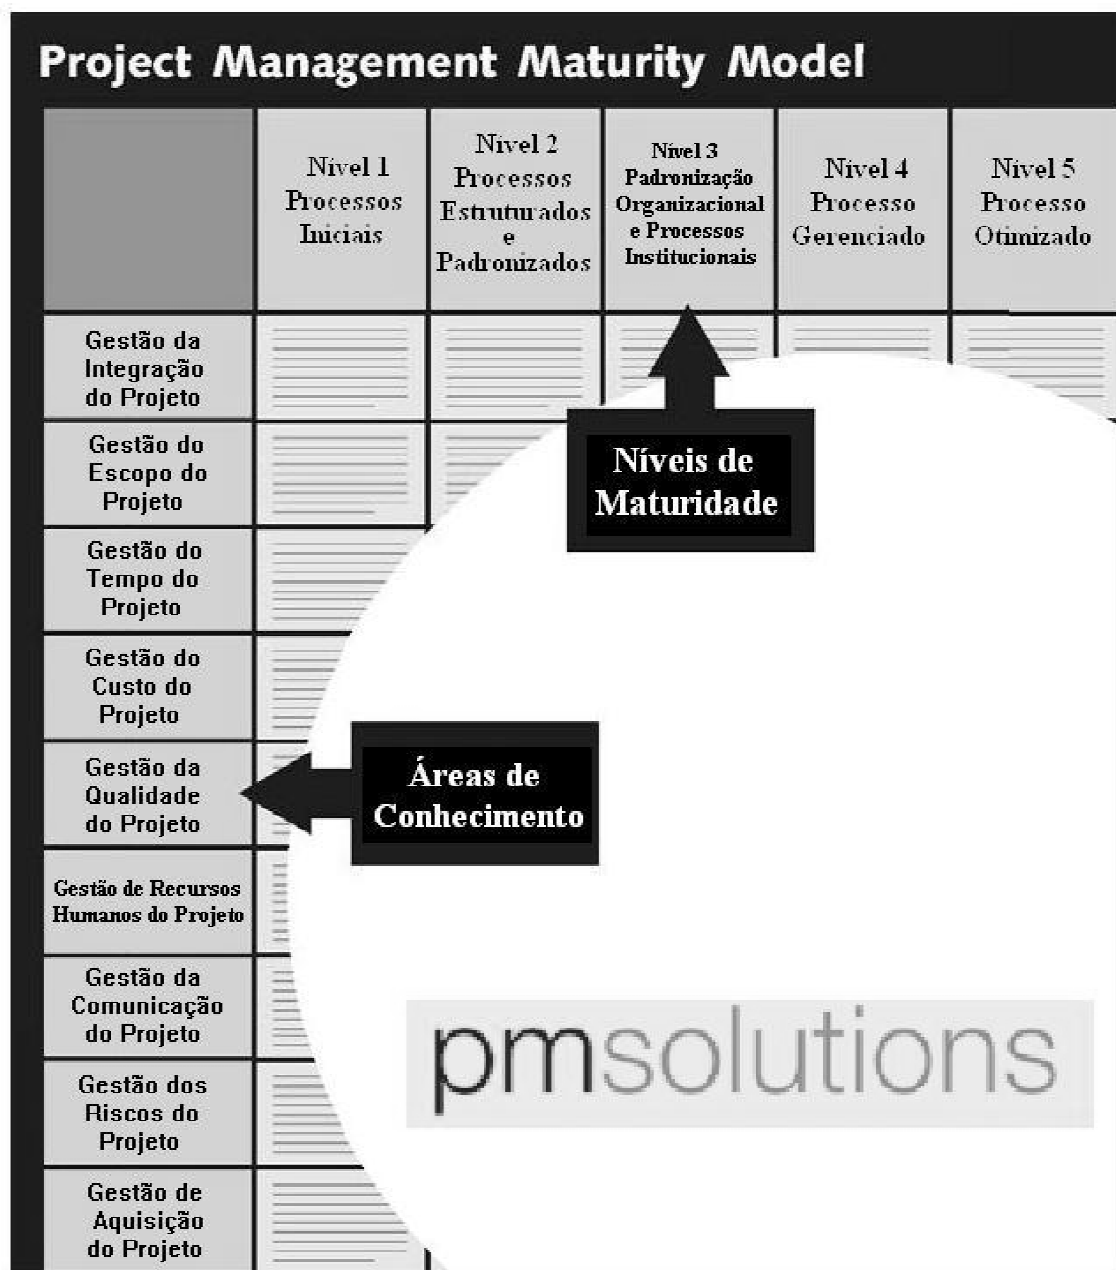 Project Management Maturity Model
Nível 1
Processos
Iniciais
Nível 2
Processos
Estruturados
e
Padronizados
Nível 3
Padronização
Organizacional
e Processos
Institucionais
Nível 4
Processo
Gerenciado
Nível 5
Processo
Otimizado
Gestão da
Integração
do Projeto
Gestão do
Escopo do
Projeto
Níveis de
Maturidade
Gestão do
Tempo do
Projeto
Gestão do
Custo do
Projeto
Gestão da
Qualidade
do Projeto
Áreas de
Conhecimento
Gestão de Recursos
Humanos do Projeto
Gestão da
Comunicação
do Projeto
pmsolutions
Gestão dos
Riscos do
Projeto
Gestão de
Aquisição
do Projeto